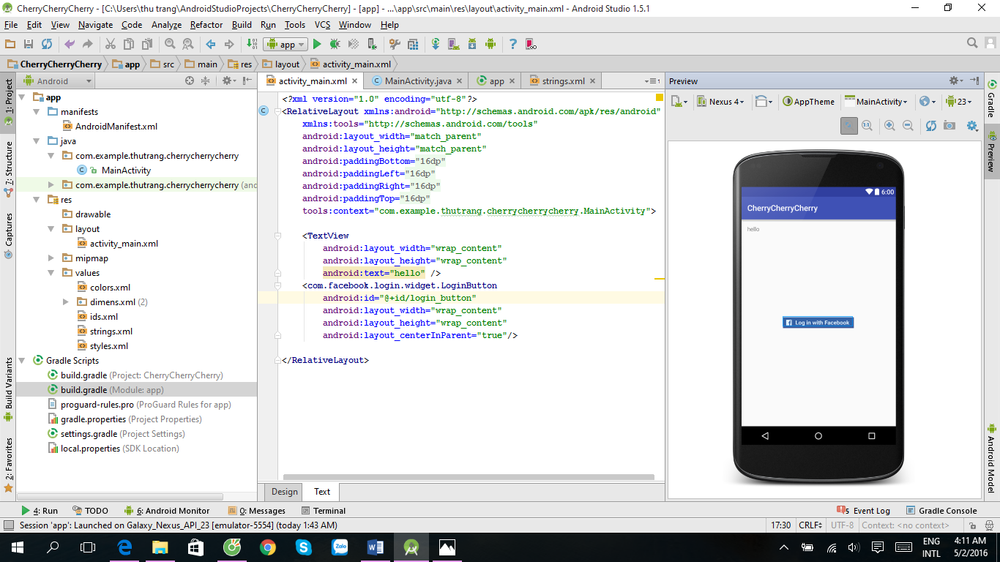 CherryCherryCherry - [C:\Users\thu trang\AndroidStudioProjects\CherryCherryCherry] - [app] - ...\app\src\main\res\layout\activity_main.xml - Android Studio 1.5.1
File Edit View Navigate Code Analyze Refactor Build Run Tools VCS Window Help
app
CherryCherryCherry app src main res layout activity_main.xml
Android
activity_main.xml MainActivity.java app strings.xml
Preview
1: Project
7: Structure
Captures
Build Variants
2: Favorites
app
manifests
AndroidManifest.xml
java
com.example.thutrang.cherrycherrycherry
MainActivity
com.example.thutrang.cherrycherrycherry (and
res
drawable
layout
activity_main.xml
mipmap
values
colors.xml
dimens.xml (2)
ids.xml
strings.xml
styles.xml
Gradle Scripts
build.gradle (Project: CherryCherryCherry)
build.gradle (Module: app)
proguard-rules.pro (ProGuard Rules for app)
gradle.properties (Project Properties)
settings.gradle (Project Settings)
local.properties (SDK Location)
<?xml version="1.0" encoding="utf-8"?>
<RelativeLayout xmlns:android="http://schemas.android.com/apk/res/android"
xmlns:tools="http://schemas.android.com/tools"
android:layout_width="match_parent"
android:layout_height="match_parent"
android:paddingBottom="16dp"
android:paddingLeft="16dp"
android:paddingRight="16dp"
android:paddingTop="16dp"
tools:context="com.example.thutrang.cherrycherrycherry.MainActivity">
<TextView
android:layout_width="wrap_content"
android:layout_height="wrap_content"
android:text="hello" />
<com.facebook.login.widget.LoginButton
android:id="@+id/login_button"
android:layout_width="wrap_content"
android:layout_height="wrap_content"
android:layout_centerInParent="true"/>
</RelativeLayout>
Design Text
Nexus 4 AppTheme MainActivity 23
1:1
6:00
CherryCherryCherry
hello
Log in with Facebook
Gradle
Preview
Android Model
4: Run TODO 6: Android Monitor 0: Messages Terminal 5 Event Log Gradle Console
Session 'app': Launched on Galaxy_Nexus_API_23 [emulator-5554] (today 1:43 AM) 17:30 CRLF UTF-8 Context: <no context>
Zalo
ENG
INTL
4:11 AM
5/2/2016